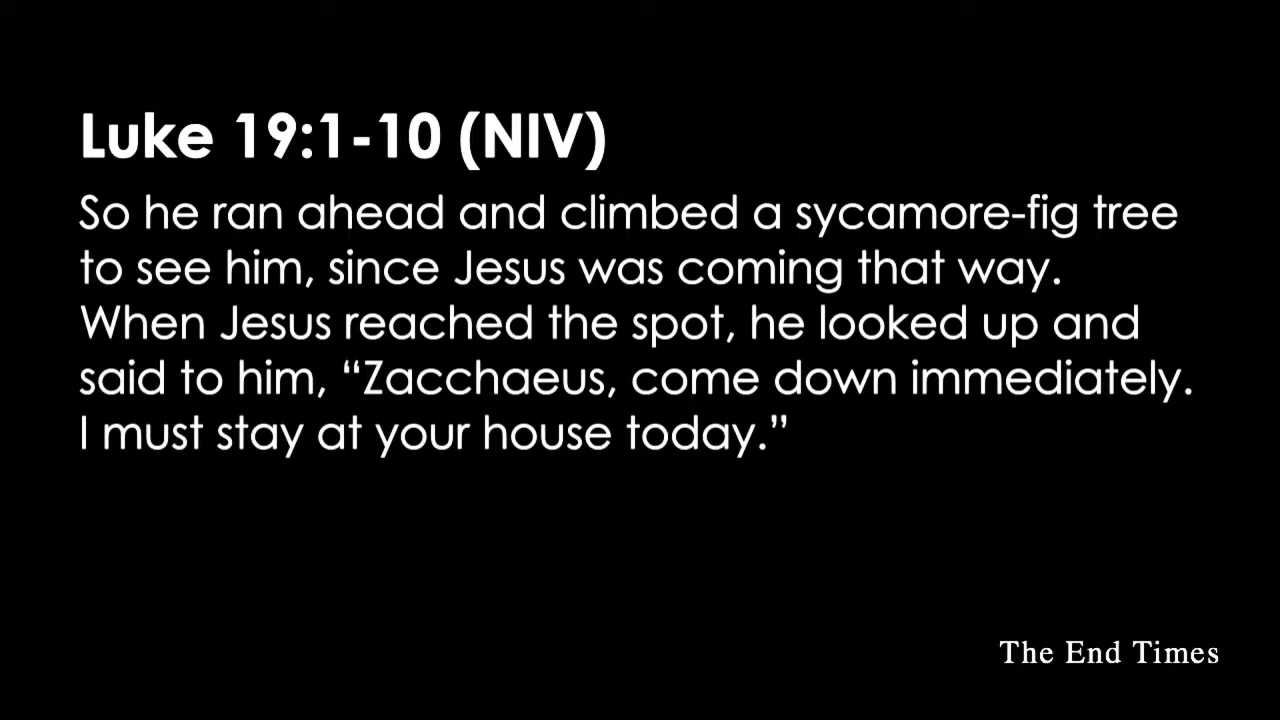 Luke 19:1-10 (NIV)
So he ran ahead and climbed a sycamore-fig tree
to see him, since Jesus was coming that way.
When Jesus reached the spot, he looked up and
said to him, “Zacchaeus, come down immediately.
I must stay at your house today.”
The End Times